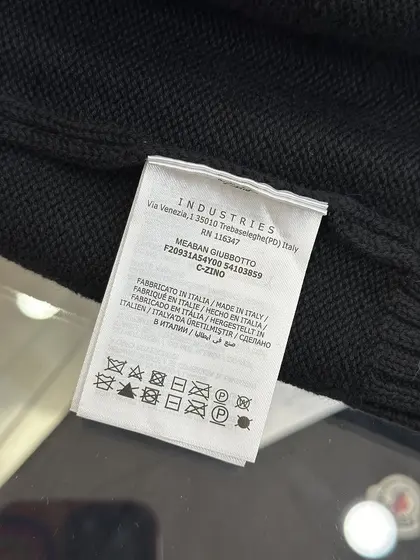 INDUSTRIES
Via Venezia,1 35010 Trebaseleghe(PD) Italy
RN 116347
MEABAN GIUBBOTTO
F20931A54Y00 54103859
C-ZINO
FABBRICATO IN ITALIA / MADE IN ITALY /
FABRIQUÉ EN ITALIE / HECHO EN ITALIA /
FABRICADO EM ITÁLIA / HERGESTELLT IN
ITALIEN / ITALYA'DA ÜRETILMIŞTIR / СДЕЛАНО
В ИТАЛИИ / صنع في ايطاليا
P
P